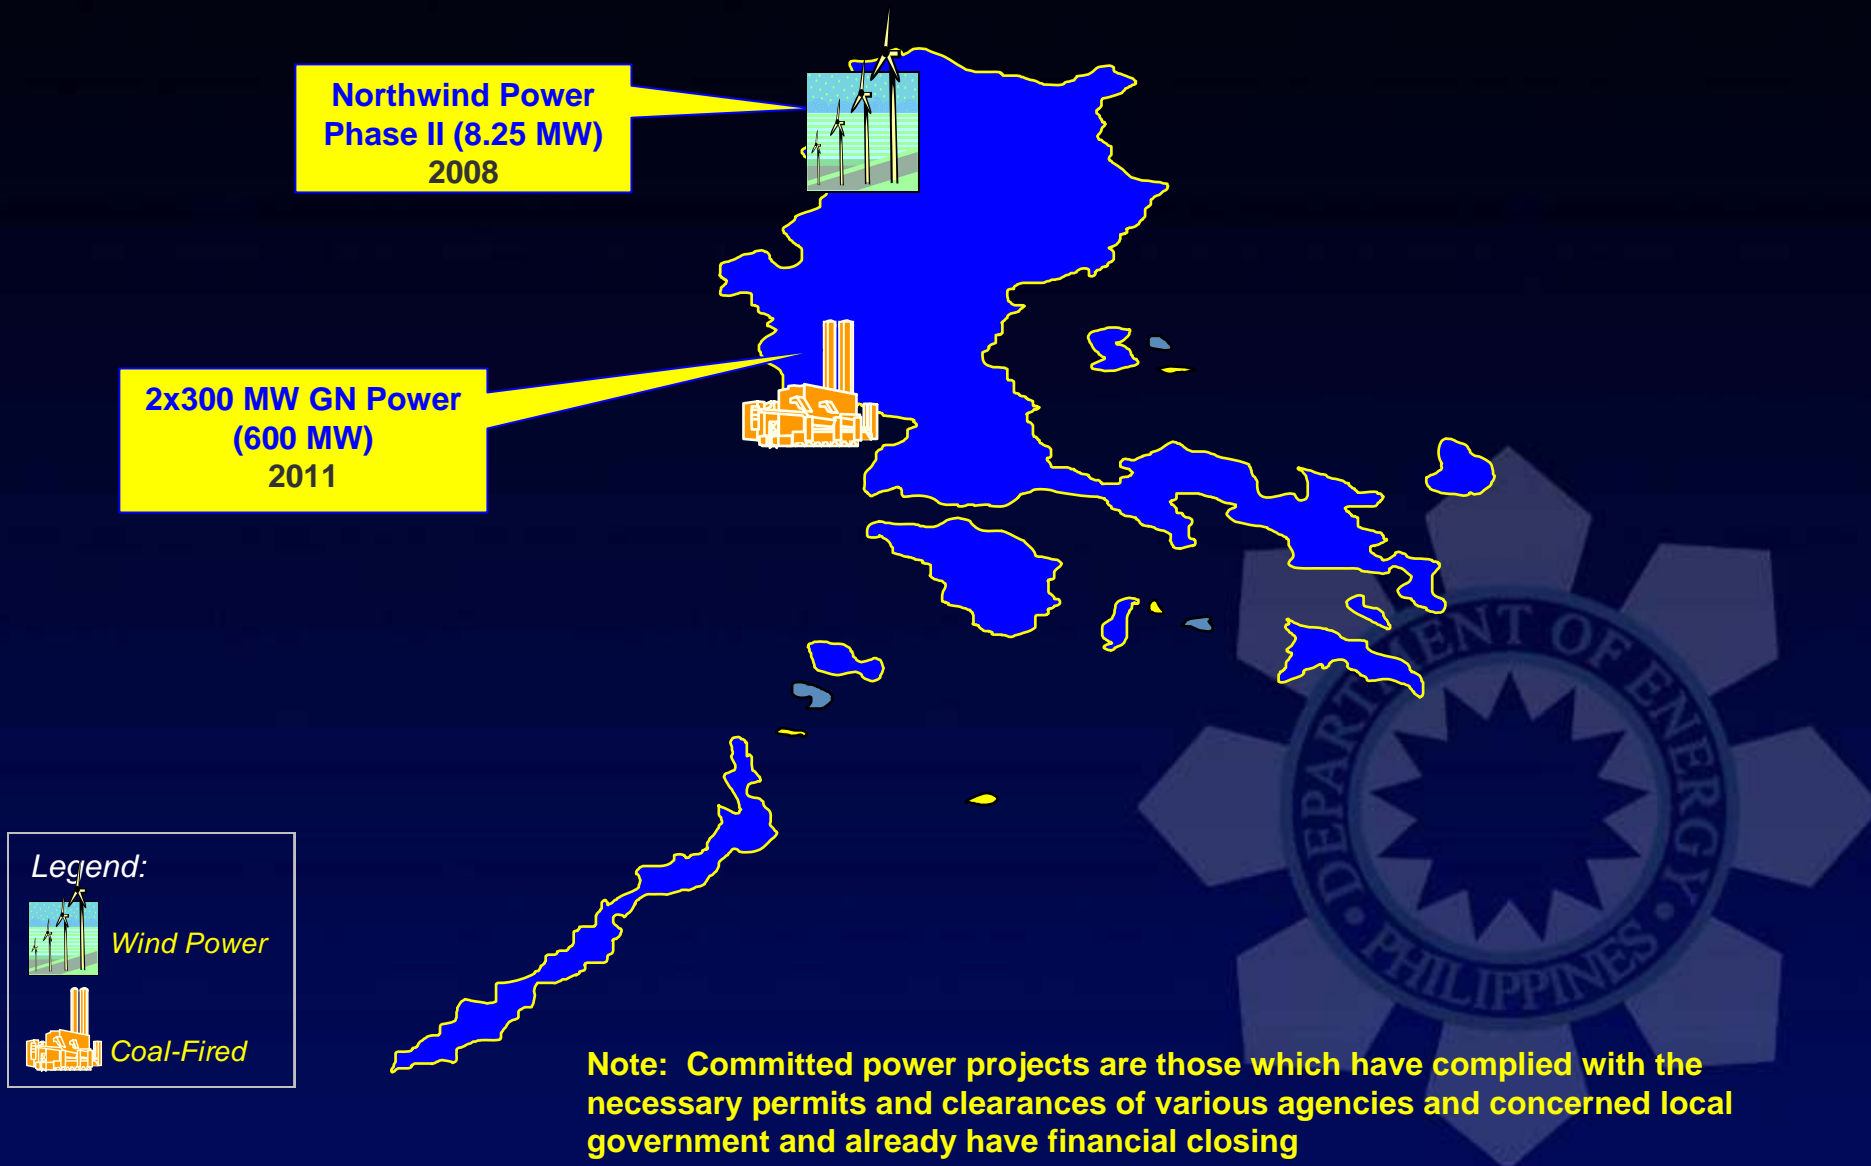 Northwind Power
Phase II (8.25 MW)
2008
2x300 MW GN Power
(600 MW)
2011
Legend:
Wind Power
Coal-Fired
DEPARTMENT OF ENERGY
PHILIPPINES
Note: Committed power projects are those which have complied with the
necessary permits and clearances of various agencies and concerned local
government and already have financial closing